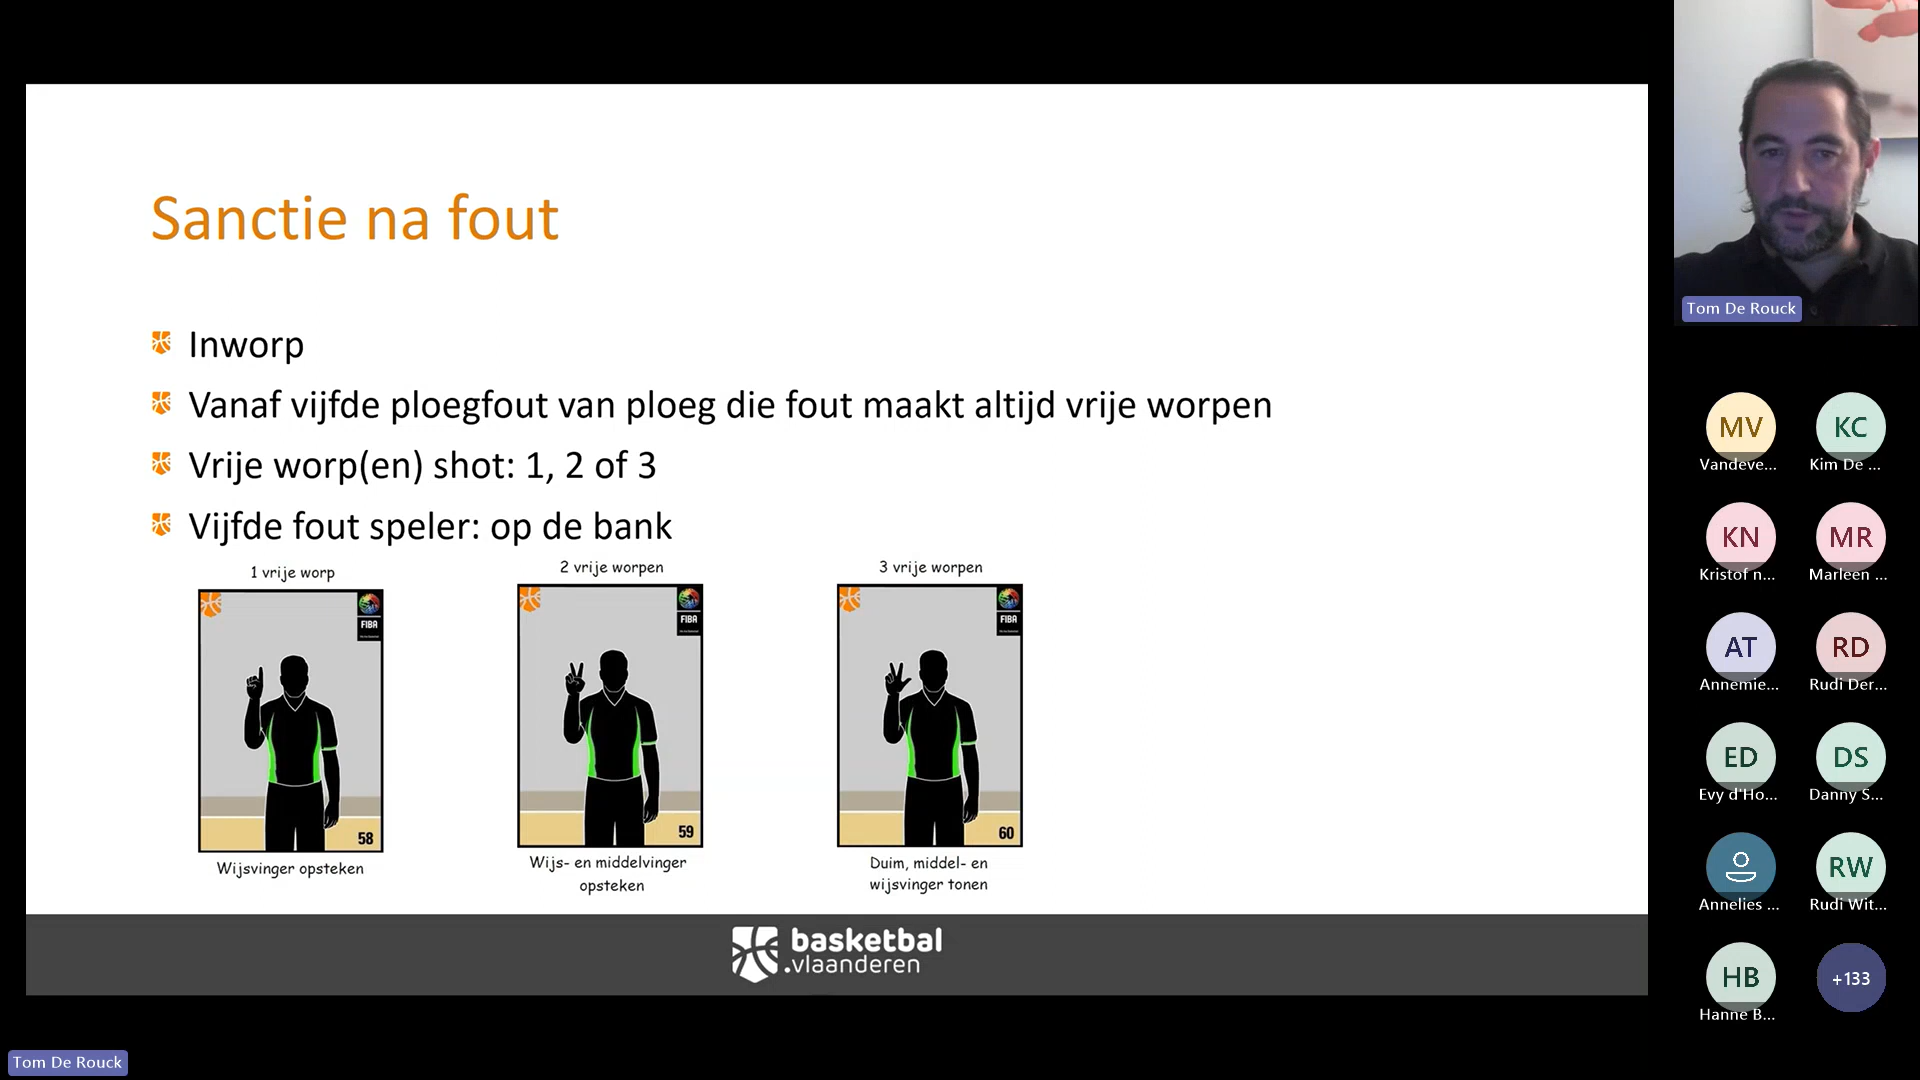 Sanctie na fout
Inworp
Vanaf vijfde ploegfout van ploeg die fout maakt altijd vrije worpen
Vrije worp(en) shot: 1, 2 of 3
Vijfde fout speler: op de bank
1 vrije worp
2 vrije worpen
3 vrije worpen
FIBA
FIBA
FIBA
58
59
60
Wijsvinger opsteken
Wijs- en middelvinger
opsteken
Duim, middel- en
wijsvinger tonen
basketbal
.vlaanderen
Tom De Rouck
Tom De Rouck
MV
Vandeve...
KC
Kim De ...
KN
Kristof n...
MR
Marleen ...
AT
Annemie...
RD
Rudi Der...
ED
Evy d'Ho...
DS
Danny S...
Annelies ...
RW
Rudi Wit...
HB
Hanne B...
+133